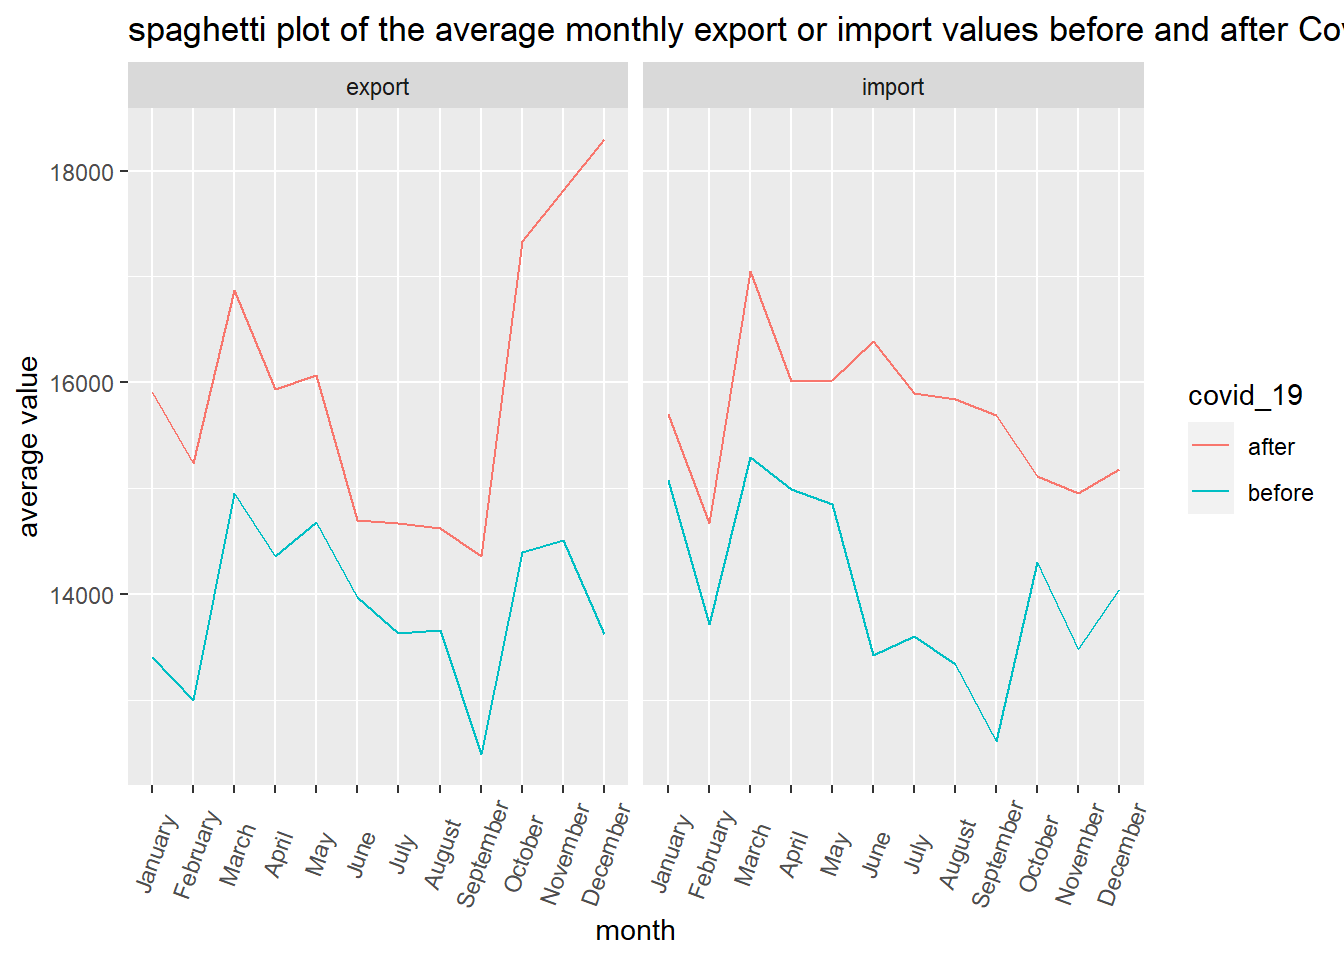 spaghetti plot of the average monthly export or import values before and after Cov
export
import
18000
16000
14000
average value
January
February
March
April
May
June
July
August
September
October
November
December
January
February
March
April
May
June
July
August
September
October
November
December
month
covid_19
after
before